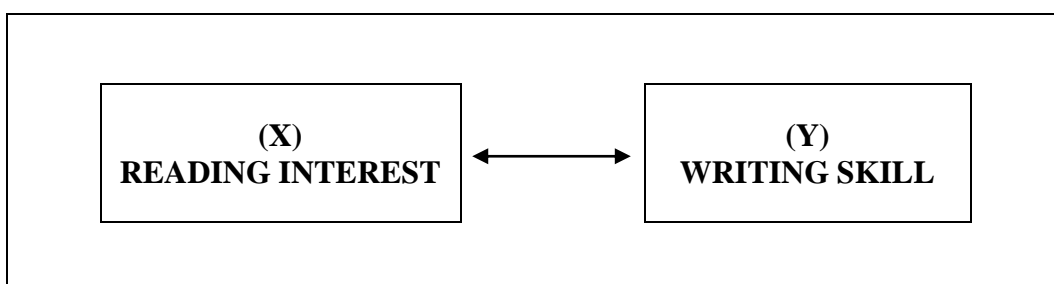 (X)
READING INTEREST
(Y)
WRITING SKILL